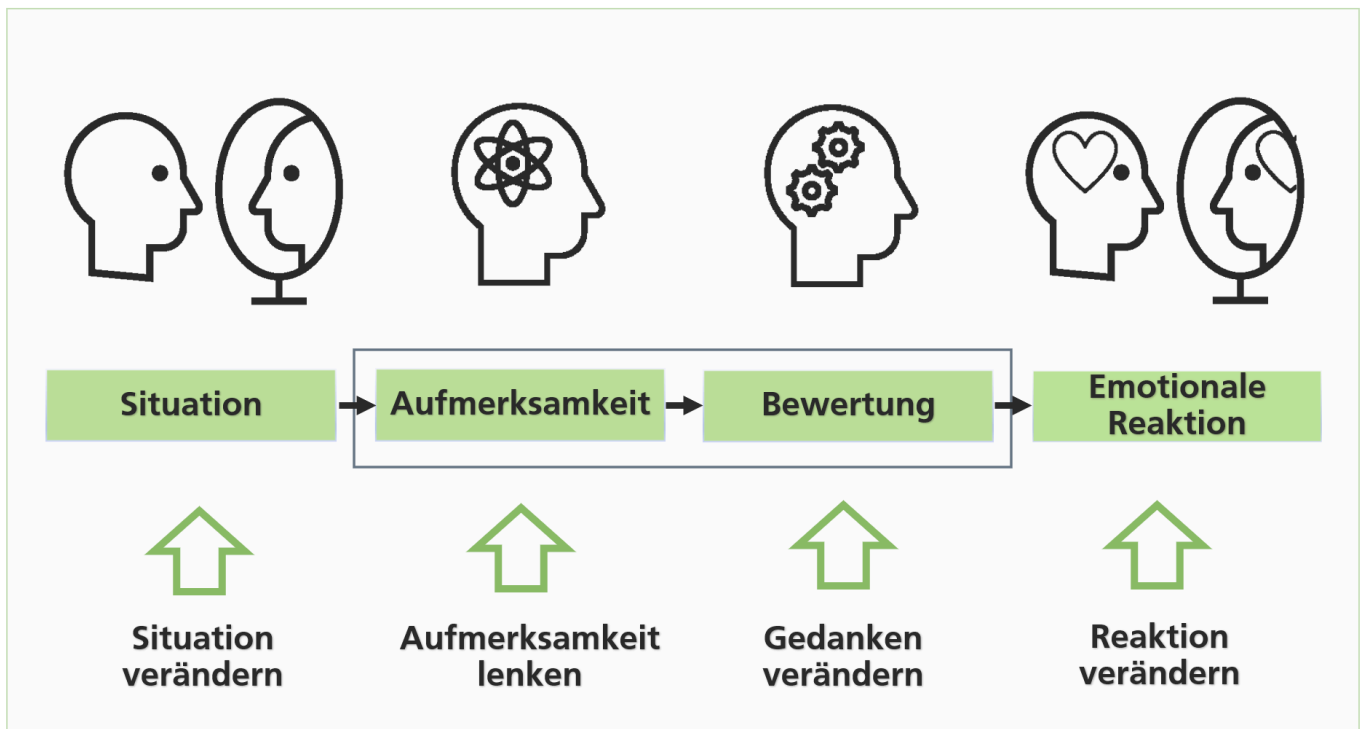 Situation
Aufmerksamkeit
Bewertung
Emotionale
Reaktion
Situation
verändern
Aufmerksamkeit
lenken
Gedanken
verändern
Reaktion
verändern